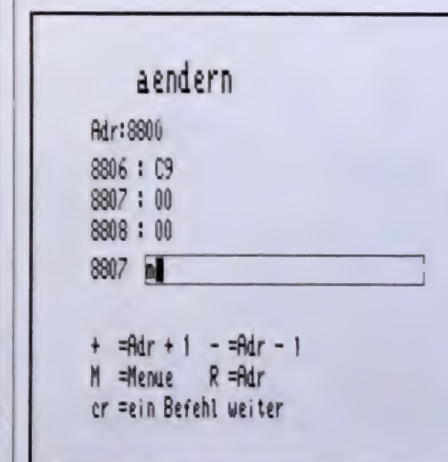 aendern
Adr:8800
8806 : C9
8807 : 00
8808 : 00
8807 m
+ =Adr + 1 - =Adr - 1
M =Menue R =Adr
cr =ein Befehl weiter